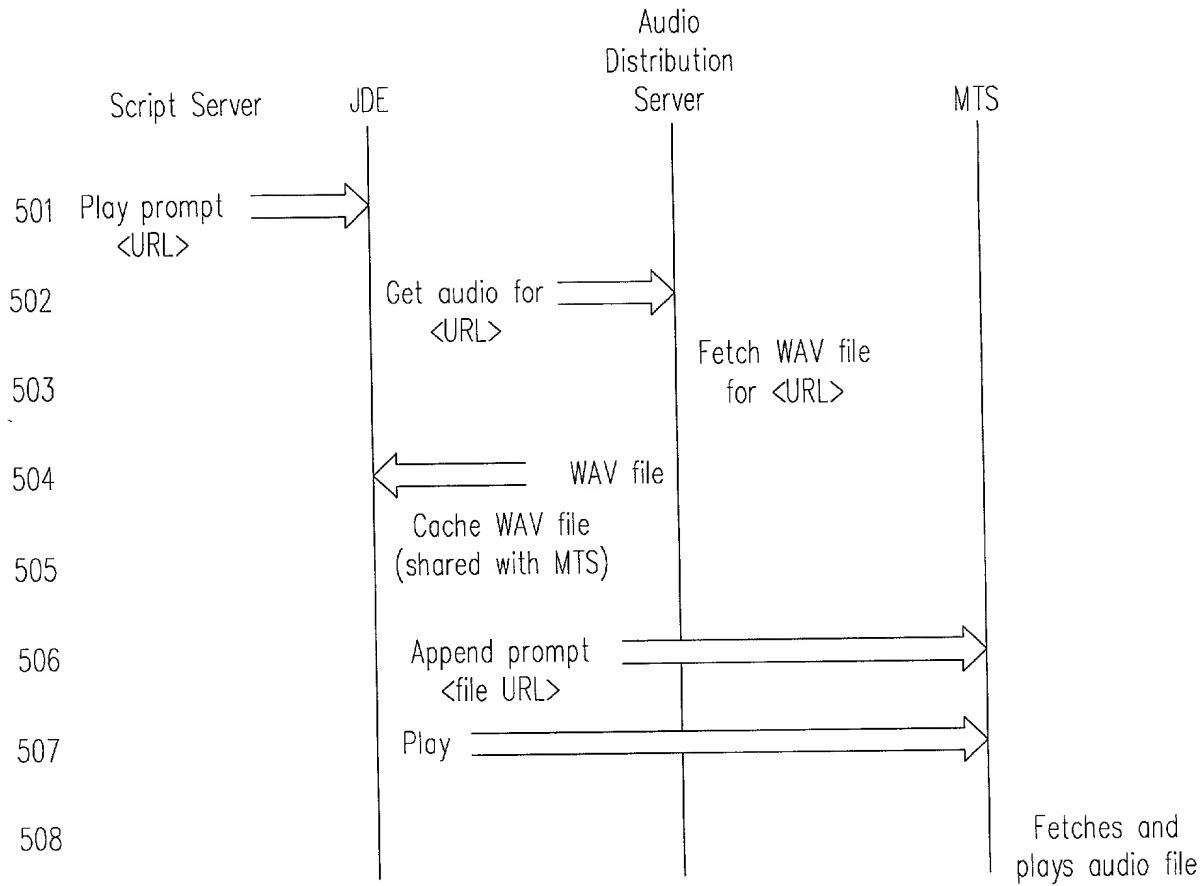 Audio
Distribution
Script Server JDE Server MTS
501 Play prompt
<URL>
502 Get audio for
<URL>
Fetch WAV file
503 for <URL>
504 WAV file
Cache WAV file
505 (shared with MTS)
506 Append prompt
<file URL>
507 Play
508 Fetches and
plays audio file